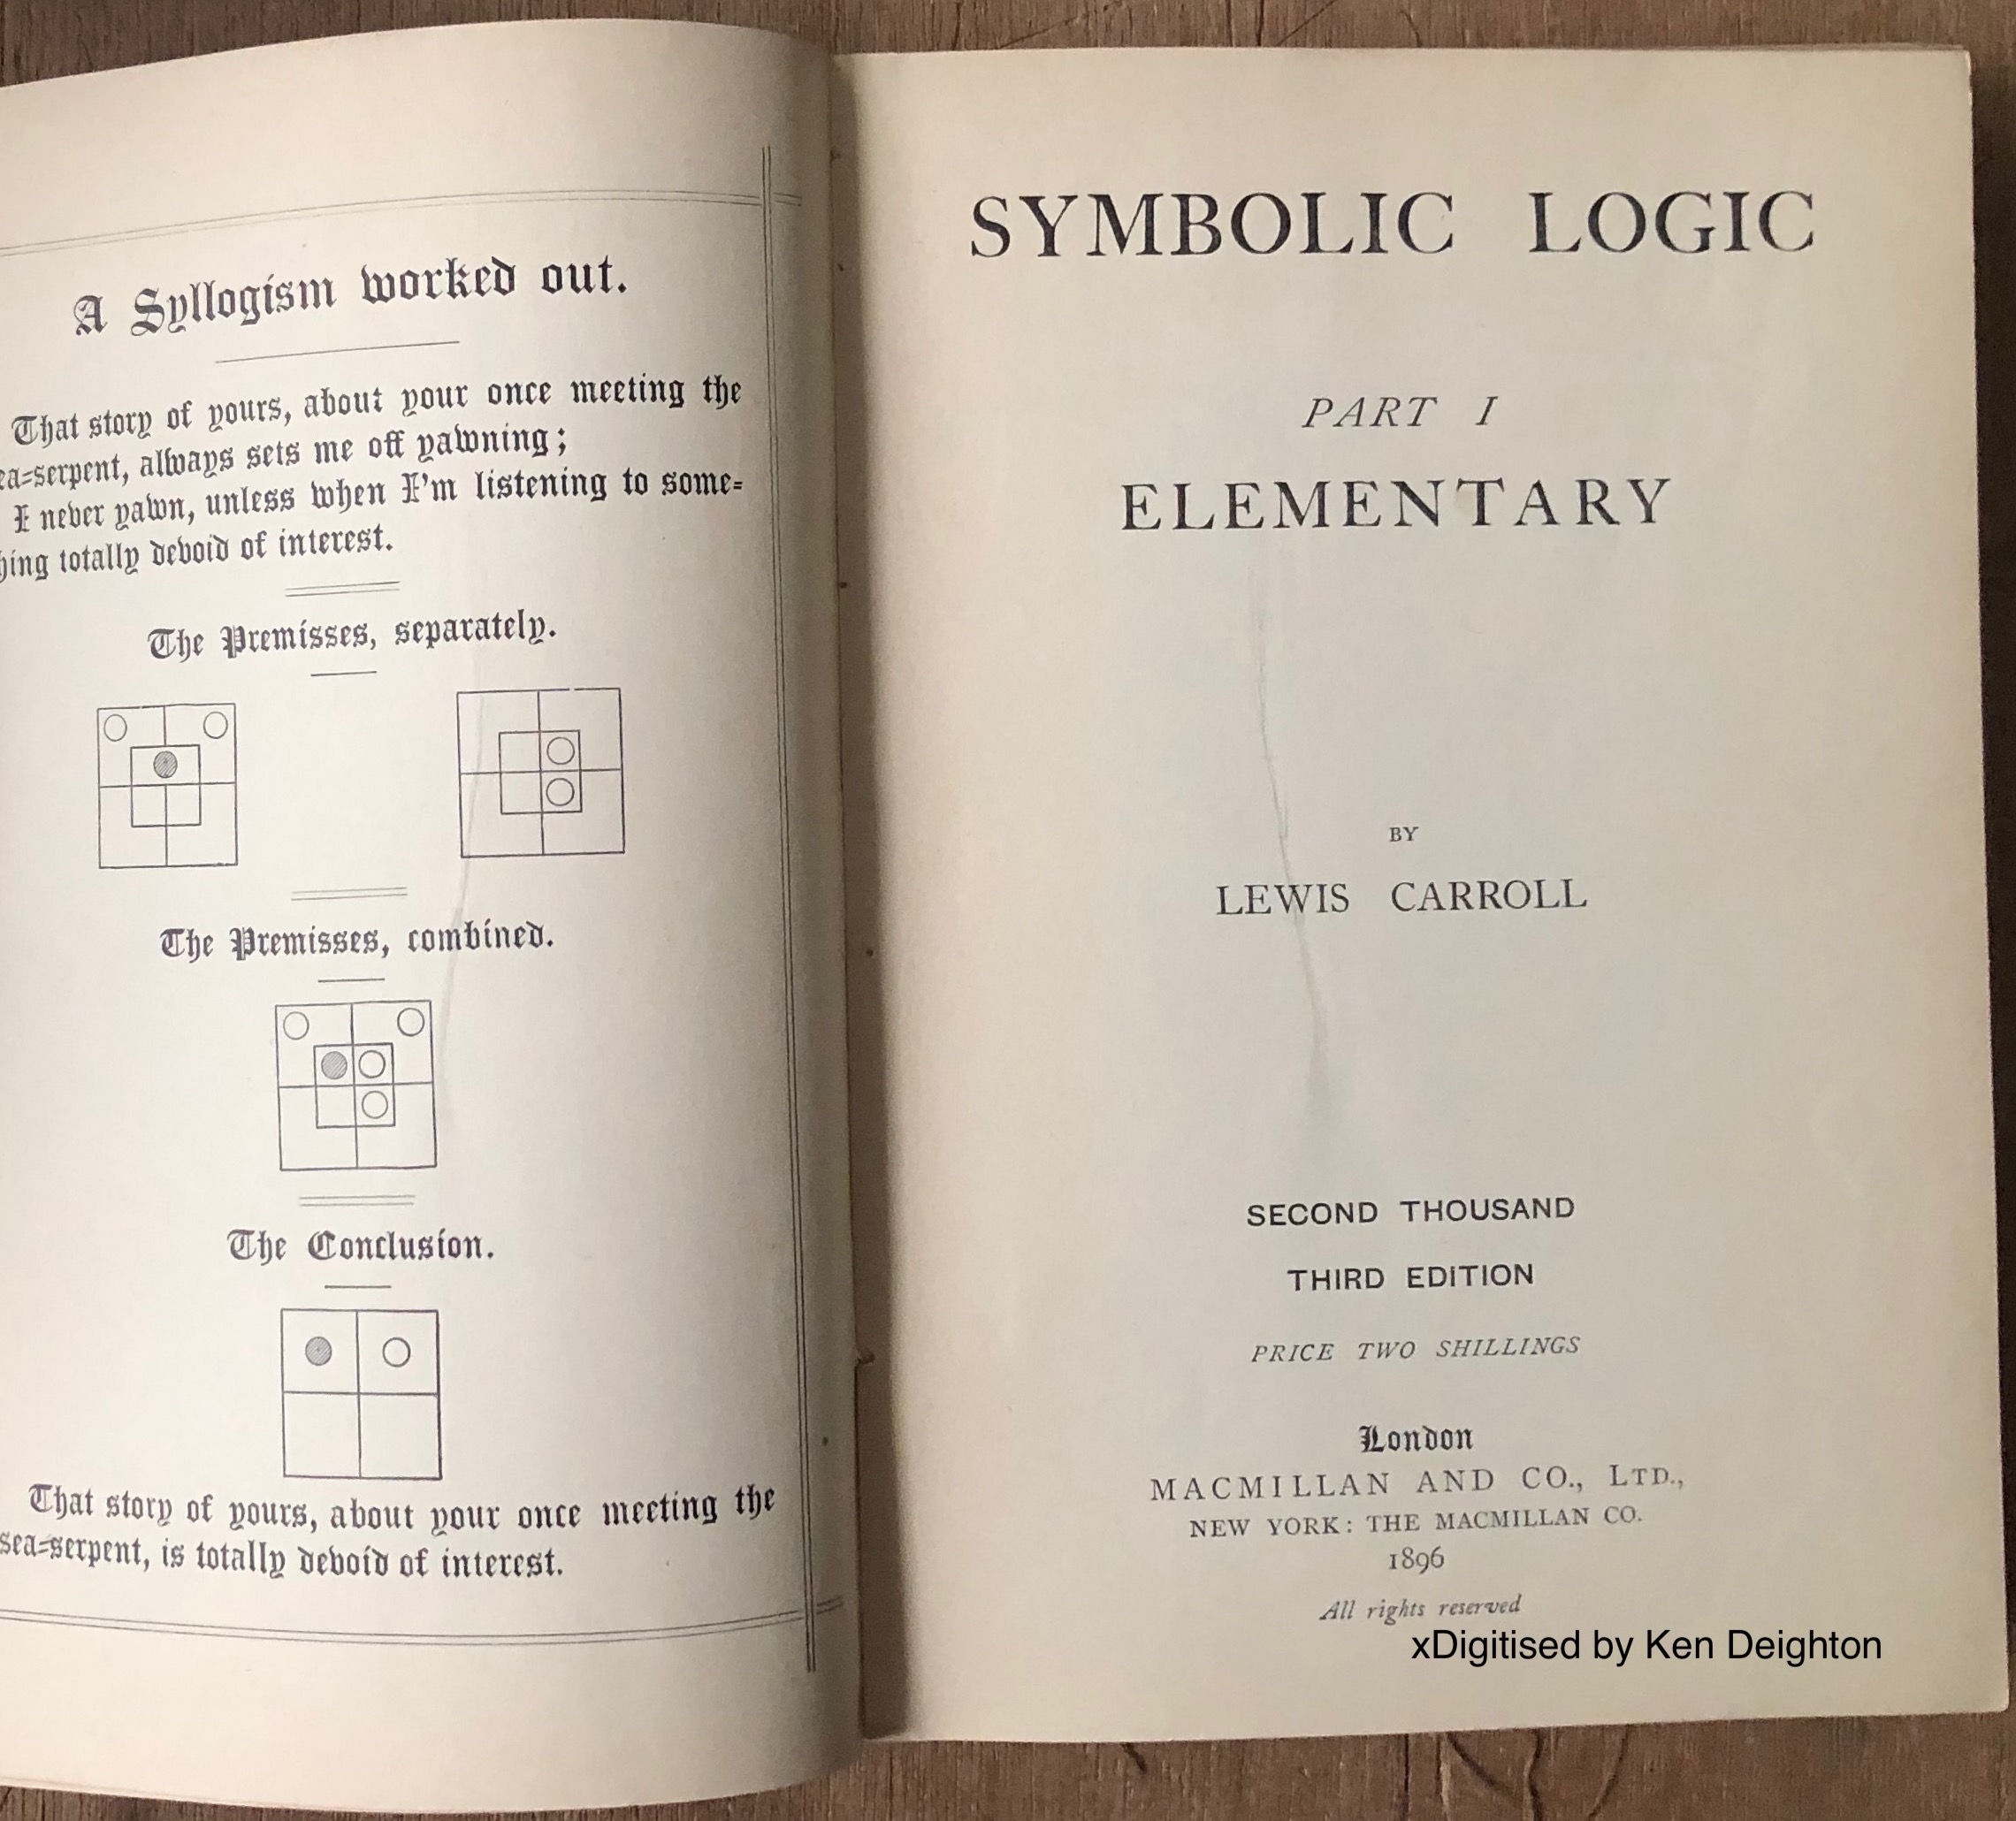 A Syllogism worked out.
That story of yours, about your once meeting the
ea=serpent, always sets me off yawning;
I never yawn, unless when I'm listening to some=
hing totally devoid of interest.
The Premisses, separately.
The Premisses, combined.
The Conclusion.
That story of yours, about your once meeting the
sea=serpent, is totally devoid of interest.
SYMBOLIC LOGIC
PART I
ELEMENTARY
BY
LEWIS CARROLL
SECOND THOUSAND
THIRD EDITION
PRICE TWO SHILLINGS
London
MACMILLAN AND CO., LTD.,
NEW YORK: THE MACMILLAN CO.
1896
All rights reserved
xDigitised by Ken Deighton